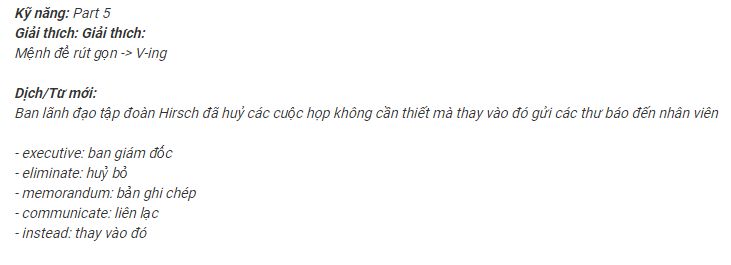 Kỹ năng: Part 5
Giải thích: Giải thích:
Mệnh đề rút gọn -> V-ing
Dịch/Từ mới:
Ban lãnh đạo tập đoàn Hirsch đã huỷ các cuộc họp không cần thiết mà thay vào đó gửi các thư báo đến nhân viên
- executive: ban giám đốc
- eliminate: huỷ bỏ
- memorandum: bản ghi chép
- communicate: liên lạc
- instead: thay vào đó